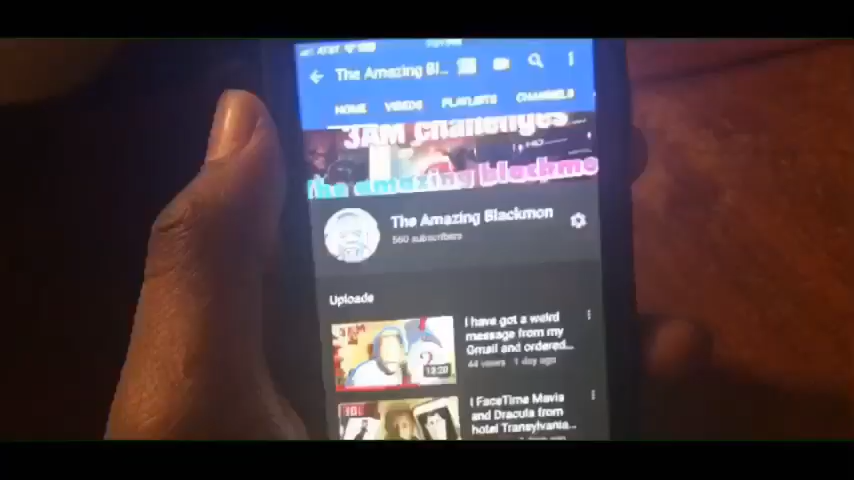 AT&T
The Amazing Bl...
HOME VIDEOS PLAYLISTS CHANNELS
3AM challenges
the amazing blackmo
The Amazing Blackmon
560 subscribers
Uploads
I have got a weird
message from my
Gmail and ordered...
44 views 1 day ago
13:20
I FaceTime Mavis
and Dracula from
hotel Transylvania...